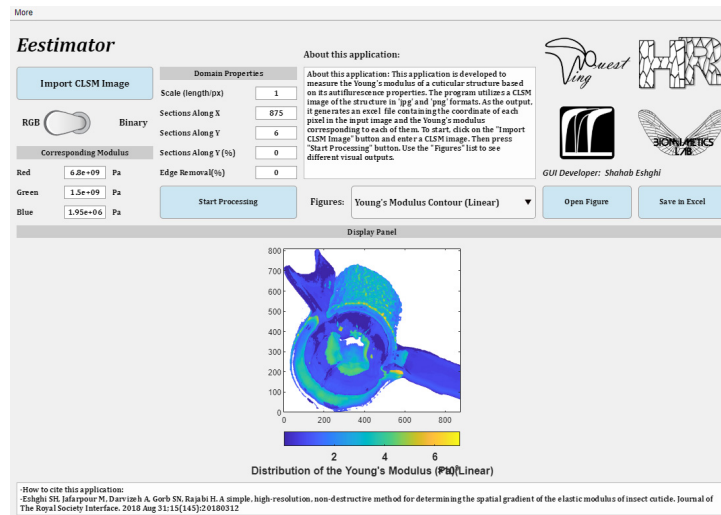 More
Eestimator
Import CLSM Image
RGB
Binary
Corresponding Modulus
Red 6.8e+09 Pa
Green 1.5e+09 Pa
Blue 1.95e+06 Pa
Domain Properties
Scale (length/px) 1
Sections Along X 875
Sections Along Y 6
Sections Along Y (%) 0
Edge Removal(%) 0
Start Processing
About this application:
About this application: This application is developed to
measure the Young's modulus of a cuticular structure based
on its autiflurescence properties. The program utilizes a CLSM
image of the structure in 'jpg' and 'png' formats. As the output,
it generates an excel file containing the coordinate of each
pixel in the input image and the Young's modulus
corresponding to each of them. To start, click on the "Import
CLSM Image" button and enter a CLSM image. Then press
"Start Processing" button. Use the "Figures" list to see
different visual outputs.
Wing Quest
HR
BIOMIMETICS
LAB
GUI Developer: Shahab Eshghi
Figures: Young's Modulus Contour (Linear)
Open Figure
Save in Excel
Display Panel
800
700
600
500
400
300
200
100
0
0 200 400 600 800
2 4 6
Distribution of the Young's Modulus (Linear)
-How to cite this application:
-Eshghi SH, Jafarpour M, Darvizeh A, Gorb SN, Rajabi H. A simple, high-resolution, non-destructive method for determining the spatial gradient of the elastic modulus of insect cuticle. Journal of
The Royal Society Interface. 2018 Aug 31;15(145):20180312